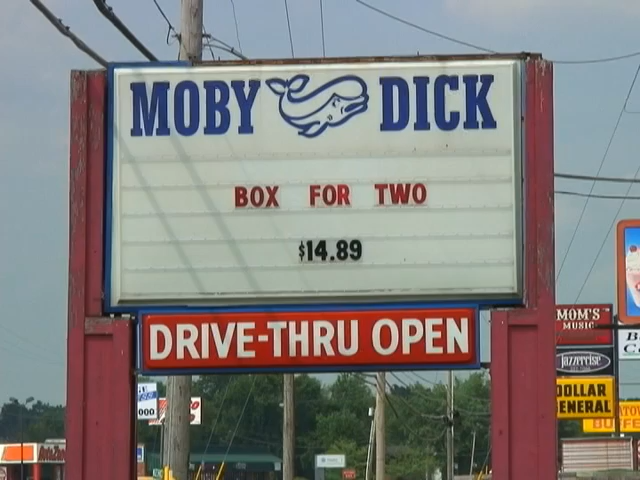 MOBY DICK
BOX FOR TWO
$14.89
DRIVE-THRU OPEN
MOM'S
MUSIC
Jazzercise
DOLLAR
GENERAL